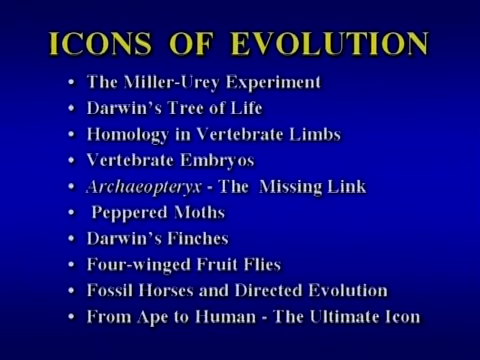 ICONS OF EVOLUTION
• The Miller-Urey Experiment
• Darwin's Tree of Life
• Homology in Vertebrate Limbs
• Vertebrate Embryos
• Archaeopteryx - The Missing Link
• Peppered Moths
• Darwin's Finches
• Four-winged Fruit Flies
• Fossil Horses and Directed Evolution
• From Ape to Human - The Ultimate Icon